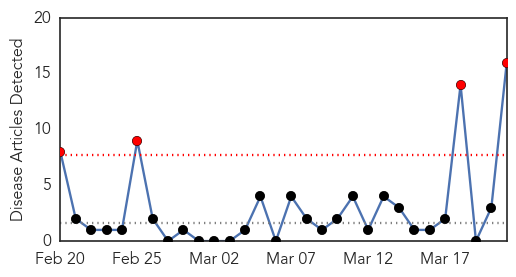 Disease Articles Detected
20
15
10
5
0
Feb 20
Feb 25
Mar 02
Mar 07
Mar 12
Mar 17